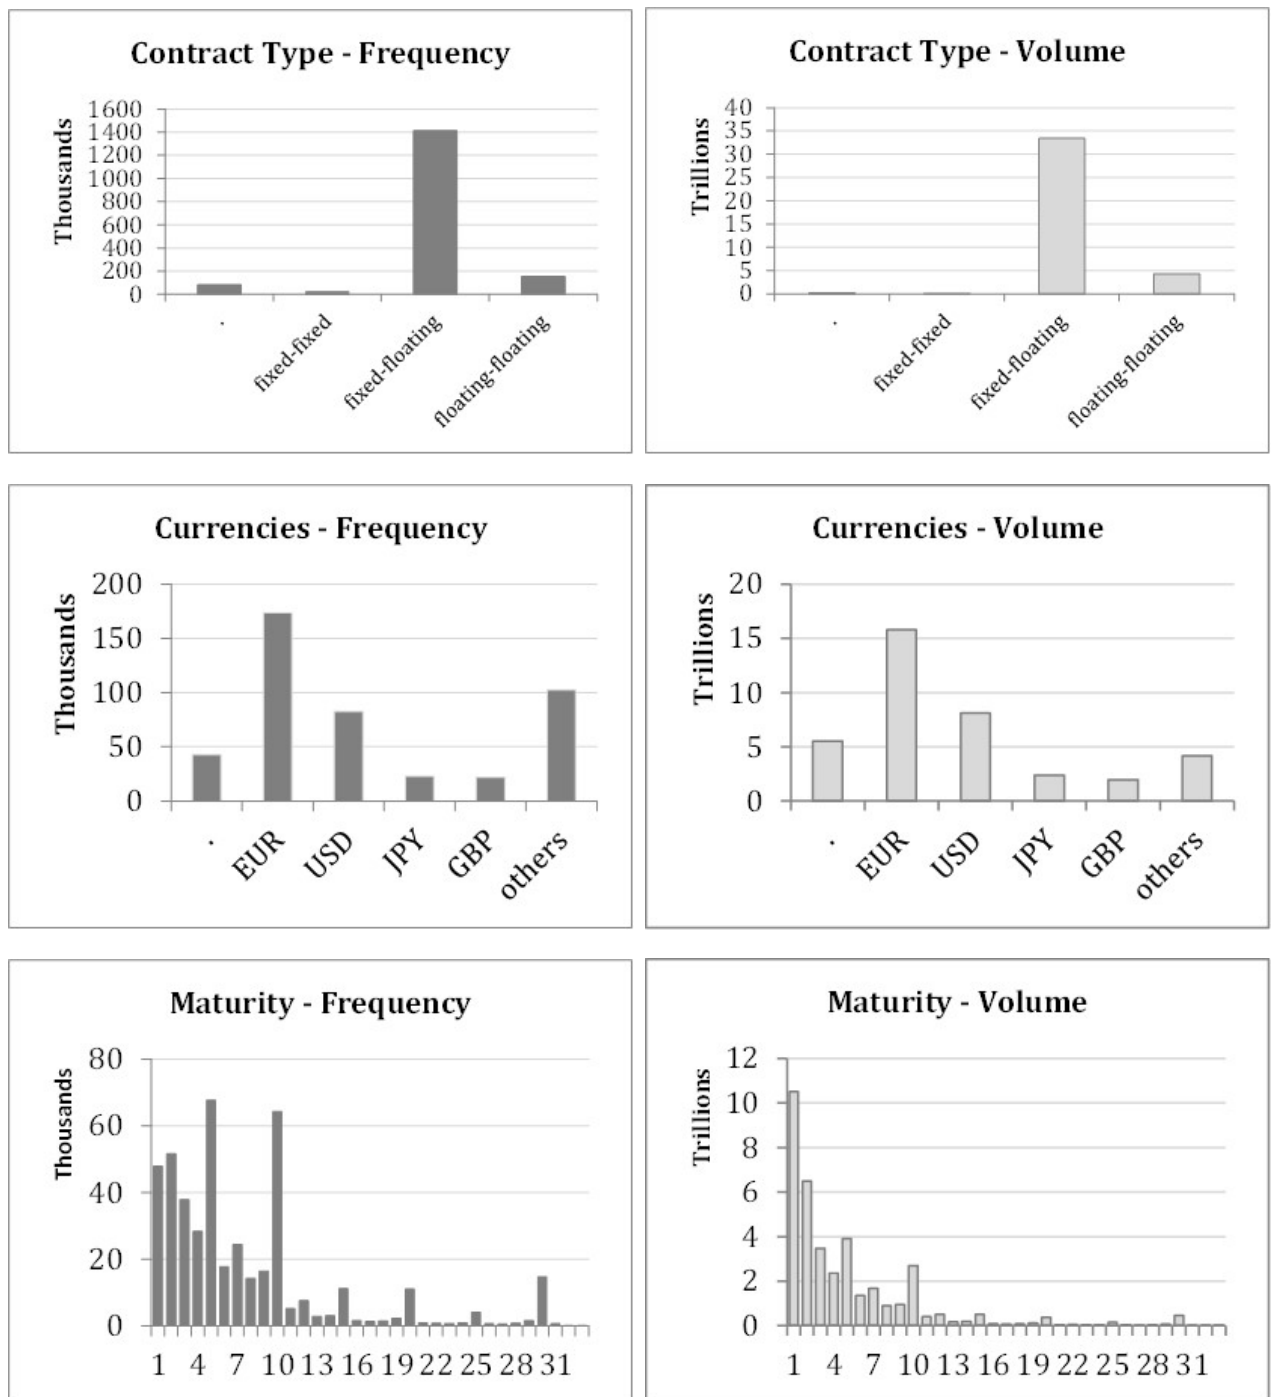 Contract Type - Frequency
Thousands
1600
1400
1200
1000
800
600
400
200
0
.
fixed-fixed
fixed-floating
floating-floating
Contract Type - Volume
Trillions
40
35
30
25
20
15
10
5
0
.
fixed-fixed
fixed-floating
floating-floating
Currencies - Frequency
Thousands
200
150
100
50
0
.
EUR
USD
JPY
GBP
others
Currencies - Volume
Trillions
20
15
10
5
0
.
EUR
USD
JPY
GBP
others
Maturity - Frequency
Thousands
80
60
40
20
0
1 4 7 10 13 16 19 22 25 28 31
Maturity - Volume
Trillions
12
10
8
6
4
2
0
1 4 7 10 13 16 19 22 25 28 31